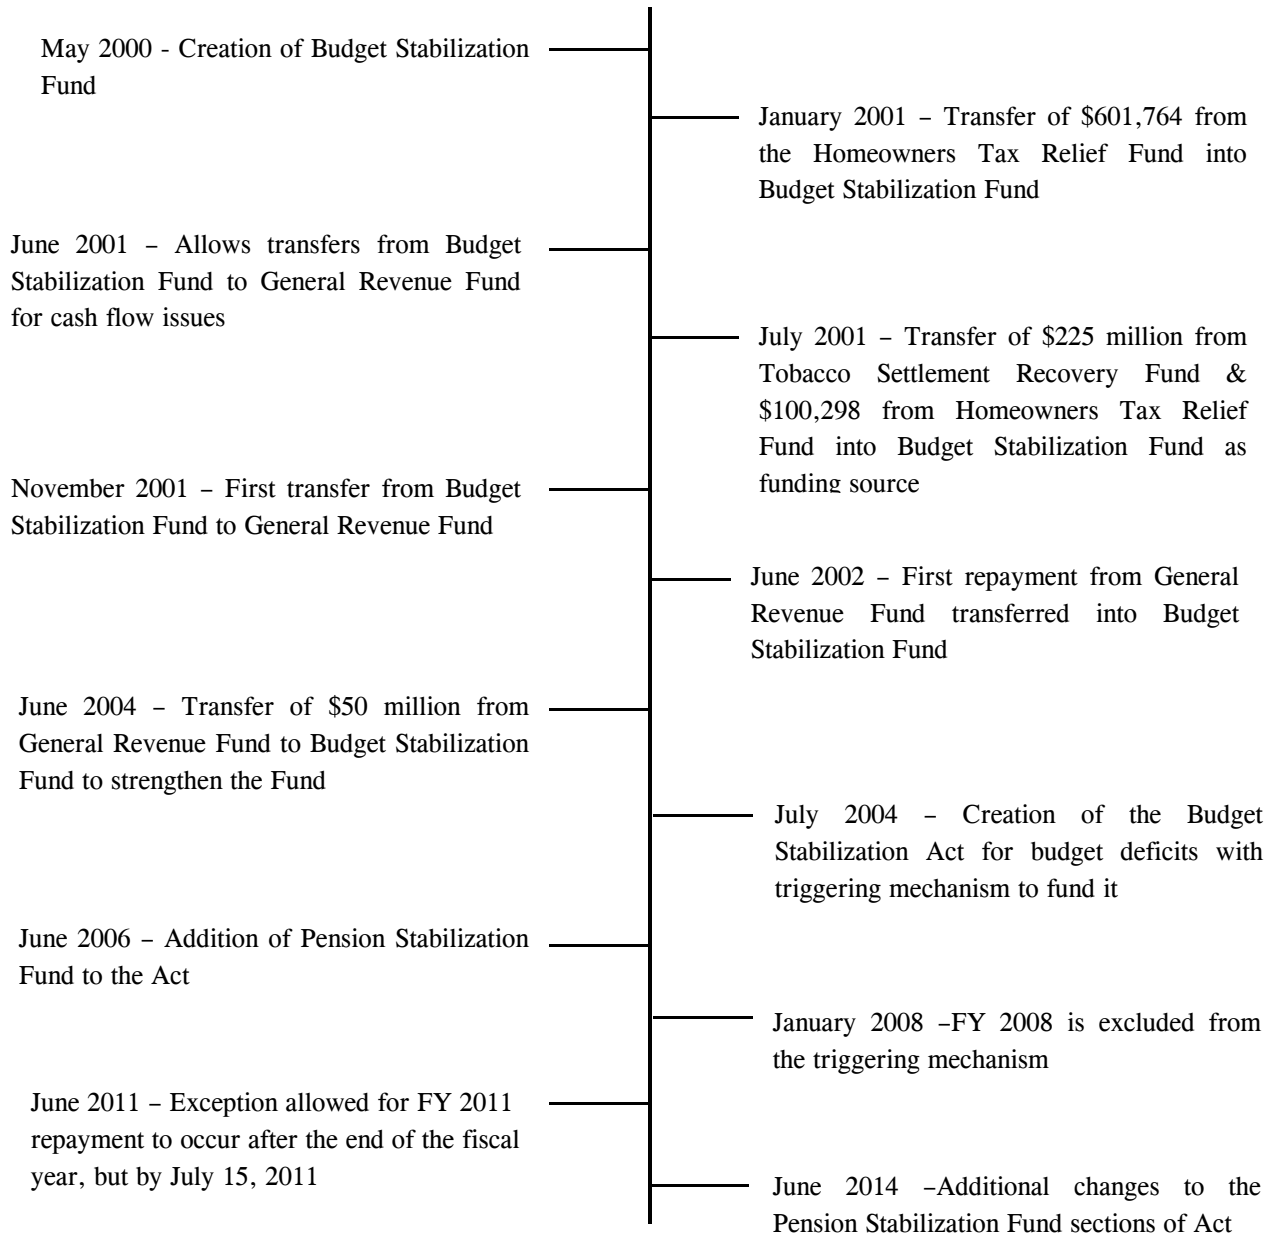 May 2000 - Creation of Budget Stabilization
Fund
January 2001 – Transfer of $601,764 from
the Homeowners Tax Relief Fund into
Budget Stabilization Fund
June 2001 – Allows transfers from Budget
Stabilization Fund to General Revenue Fund
for cash flow issues
July 2001 – Transfer of $225 million from
Tobacco Settlement Recovery Fund &
$100,298 from Homeowners Tax Relief
Fund into Budget Stabilization Fund as
funding source
November 2001 – First transfer from Budget
Stabilization Fund to General Revenue Fund
June 2002 – First repayment from General
Revenue Fund transferred into Budget
Stabilization Fund
June 2004 – Transfer of $50 million from
General Revenue Fund to Budget Stabilization
Fund to strengthen the Fund
July 2004 – Creation of the Budget
Stabilization Act for budget deficits with
triggering mechanism to fund it
June 2006 – Addition of Pension Stabilization
Fund to the Act
January 2008 –FY 2008 is excluded from
the triggering mechanism
June 2011 – Exception allowed for FY 2011
repayment to occur after the end of the fiscal
year, but by July 15, 2011
June 2014 –Additional changes to the
Pension Stabilization Fund sections of Act